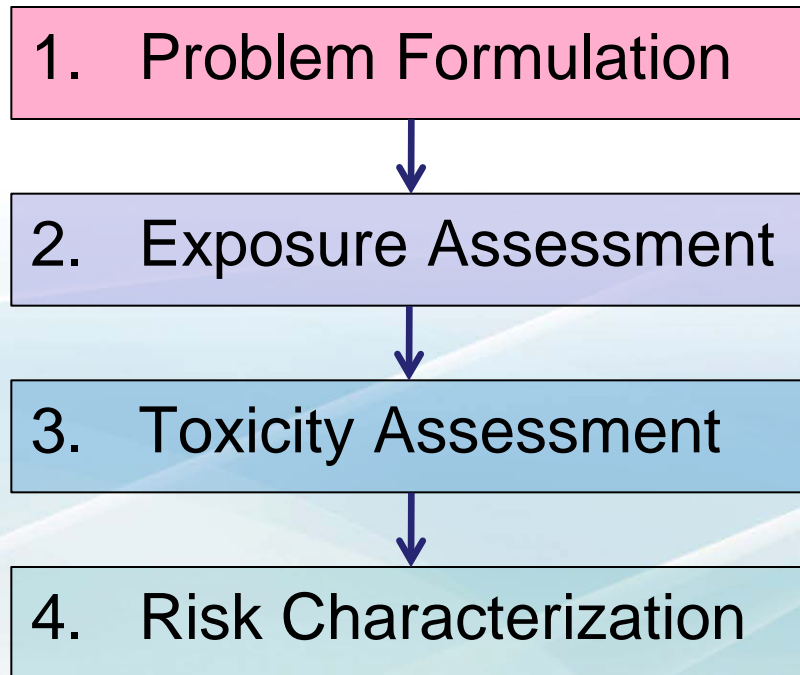 1. Problem Formulation
2. Exposure Assessment
3. Toxicity Assessment
4. Risk Characterization